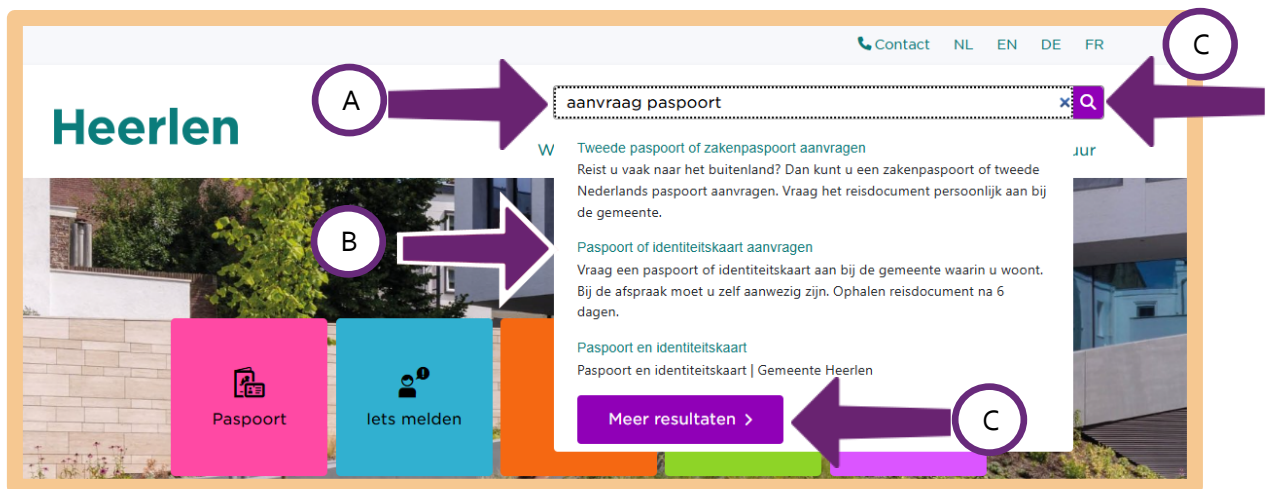 Contact NL EN DE FR
C
A
aanvraag paspoort
Heerlen
W
uur
Tweede paspoort of zakenpaspoort aanvragen
Reist u vaak naar het buitenland? Dan kunt u een zakenpaspoort of tweede
Nederlands paspoort aanvragen. Vraag het reisdocument persoonlijk aan bij
de gemeente.
B
Paspoort of identiteitskaart aanvragen
Vraag een paspoort of identiteitskaart aan bij de gemeente waarin u woont.
Bij de afspraak moet u zelf aanwezig zijn. Ophalen reisdocument na 6
dagen.
Paspoort en identiteitskaart
Paspoort en identiteitskaart | Gemeente Heerlen
Meer resultaten
C
Paspoort
Iets melden